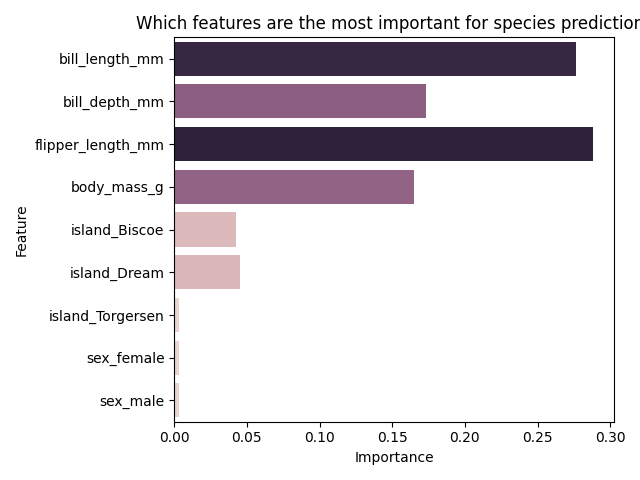 Which features are the most important for species prediction
bill_length_mm
bill_depth_mm
flipper_length_mm
body_mass_g
island_Biscoe
island_Dream
island_Torgersen
sex_female
sex_male
Feature
0.00 0.05 0.10 0.15 0.20 0.25 0.30
Importance